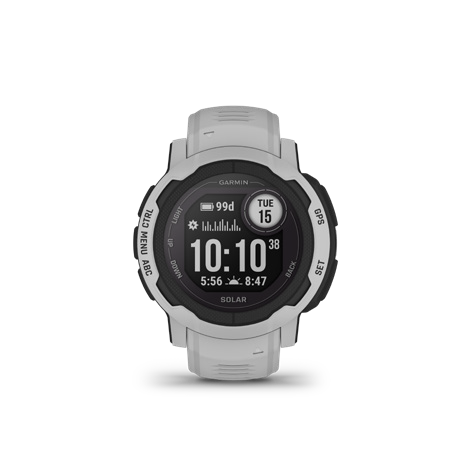 GARMIN
99d
TUE
15
10:10 38
5:56 8:47
SOLAR
LIGHT
UP
DOWN
BACK
CTRL
MENU
ABC
GPS
SET